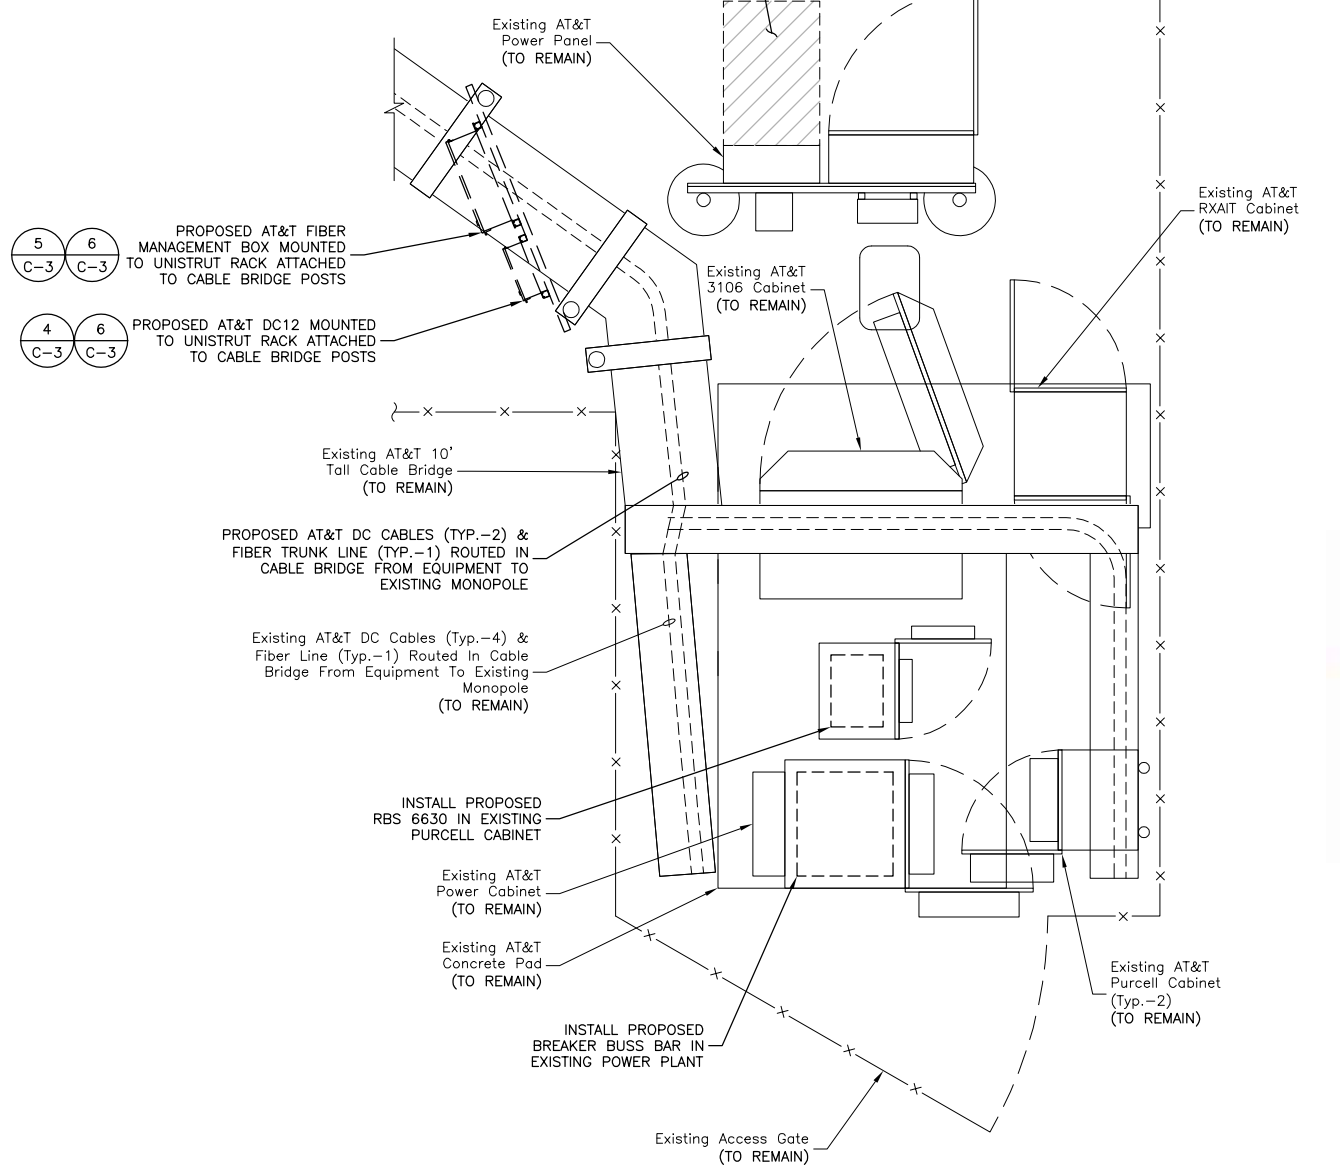 Existing AT&T
Power Panel
(TO REMAIN)
Existing AT&T
RXAIT Cabinet
(TO REMAIN)
5
C-3
6
C-3
PROPOSED AT&T FIBER
MANAGEMENT BOX MOUNTED
TO UNISTRUT RACK ATTACHED
TO CABLE BRIDGE POSTS
Existing AT&T
3106 Cabinet
(TO REMAIN)
4
C-3
6
C-3
PROPOSED AT&T DC12 MOUNTED
TO UNISTRUT RACK ATTACHED
TO CABLE BRIDGE POSTS
Existing AT&T 10'
Tall Cable Bridge
(TO REMAIN)
PROPOSED AT&T DC CABLES (TYP.-2) &
FIBER TRUNK LINE (TYP.-1) ROUTED IN
CABLE BRIDGE FROM EQUIPMENT TO
EXISTING MONOPOLE
Existing AT&T DC Cables (Typ.-4) &
Fiber Line (Typ.-1) Routed In Cable
Bridge From Equipment To Existing
Monopole
(TO REMAIN)
INSTALL PROPOSED
RBS 6630 IN EXISTING
PURCELL CABINET
Existing AT&T
Power Cabinet
(TO REMAIN)
Existing AT&T
Concrete Pad
(TO REMAIN)
Existing AT&T
Purcell Cabinet
(Typ.-2)
(TO REMAIN)
INSTALL PROPOSED
BREAKER BUSS BAR IN
EXISTING POWER PLANT
Existing Access Gate
(TO REMAIN)